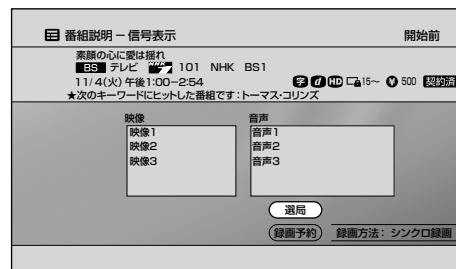 番組説明－信号表示 開始前
素顔の心に愛は揺れ
BS テレビ 101 NHK BS1
11/4(火)午後1:00-2:54 字 d HD 15～ 500 契約済
★次のキーワードにヒットした番組です:トーマス・コリンズ
映像 音声
映像1 音声1
映像2 音声2
映像3 音声3
選局
録画予約 録画方法： シンクロ録画